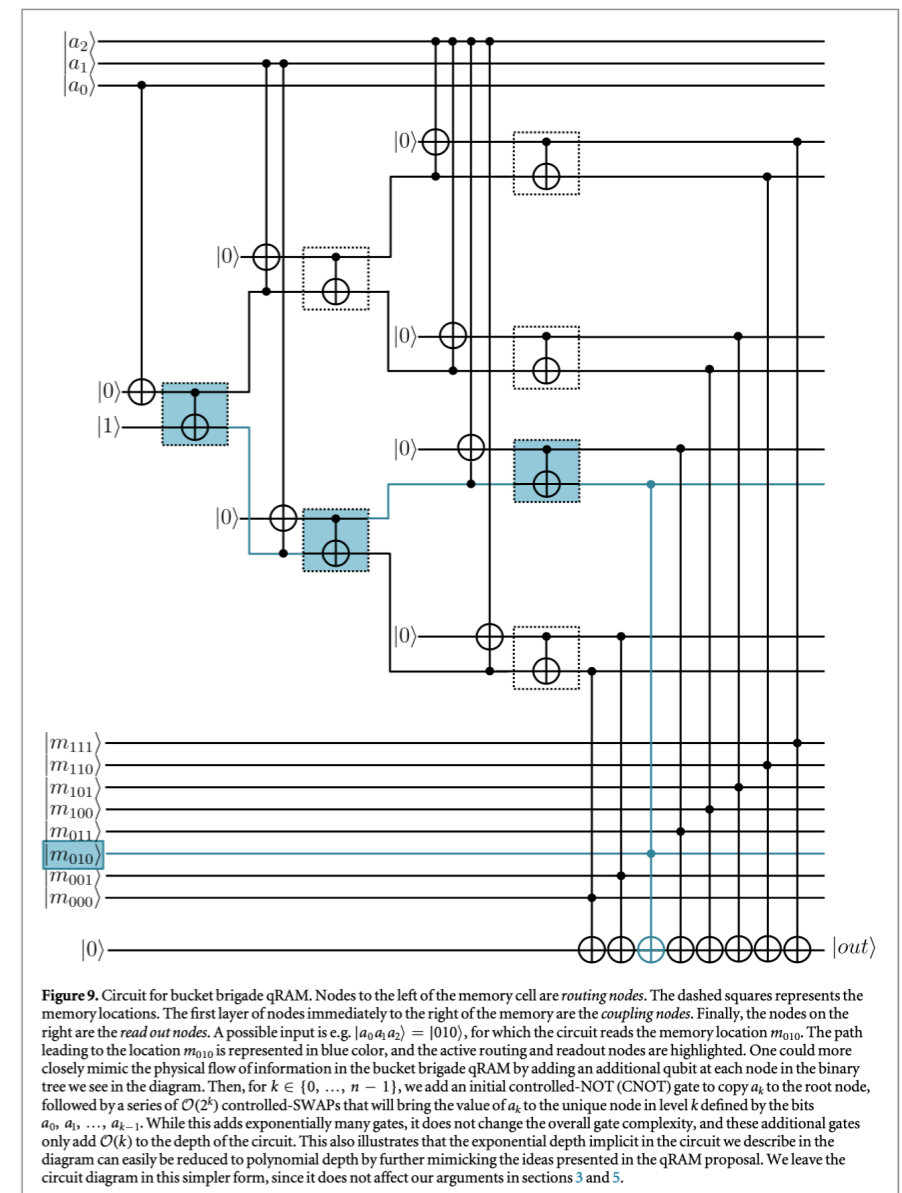 |a₂⟩
|a₁⟩
|a₀⟩
|0⟩
|0⟩
|0⟩
|0⟩
|1⟩
|0⟩
|0⟩
|0⟩
|m₁₁₁⟩
|m₁₁₀⟩
|m₁₀₁⟩
|m₁₀₀⟩
|m₀₁₁⟩
|m₀₁₀⟩
|m₀₀₁⟩
|m₀₀₀⟩
|0⟩ |out⟩
Figure 9. Circuit for bucket brigade qRAM. Nodes to the left of the memory cell are routing nodes. The dashed squares represents the
memory locations. The first layer of nodes immediately to the right of the memory are the coupling nodes. Finally, the nodes on the
right are the read out nodes. A possible input is e.g. |a₀a₁a₂⟩ = |010⟩, for which the circuit reads the memory location m₀₁₀. The path
leading to the location m₀₁₀ is represented in blue color, and the active routing and readout nodes are highlighted. One could more
closely mimic the physical flow of information in the bucket brigade qRAM by adding an additional qubit at each node in the binary
tree we see in the diagram. Then, for k ∈ {0, …, n − 1}, we add an initial controlled-NOT (CNOT) gate to copy aₖ to the root node,
followed by a series of 𝒪(2ᵏ) controlled-SWAPs that will bring the value of aₖ to the unique node in level k defined by the bits
a₀, a₁, …, aₖ₋₁. While this adds exponentially many gates, it does not change the overall gate complexity, and these additional gates
only add 𝒪(k) to the depth of the circuit. This also illustrates that the exponential depth implicit in the circuit we describe in the
diagram can easily be reduced to polynomial depth by further mimicking the ideas presented in the qRAM proposal. We leave the
circuit diagram in this simpler form, since it does not affect our arguments in sections 3 and 5.